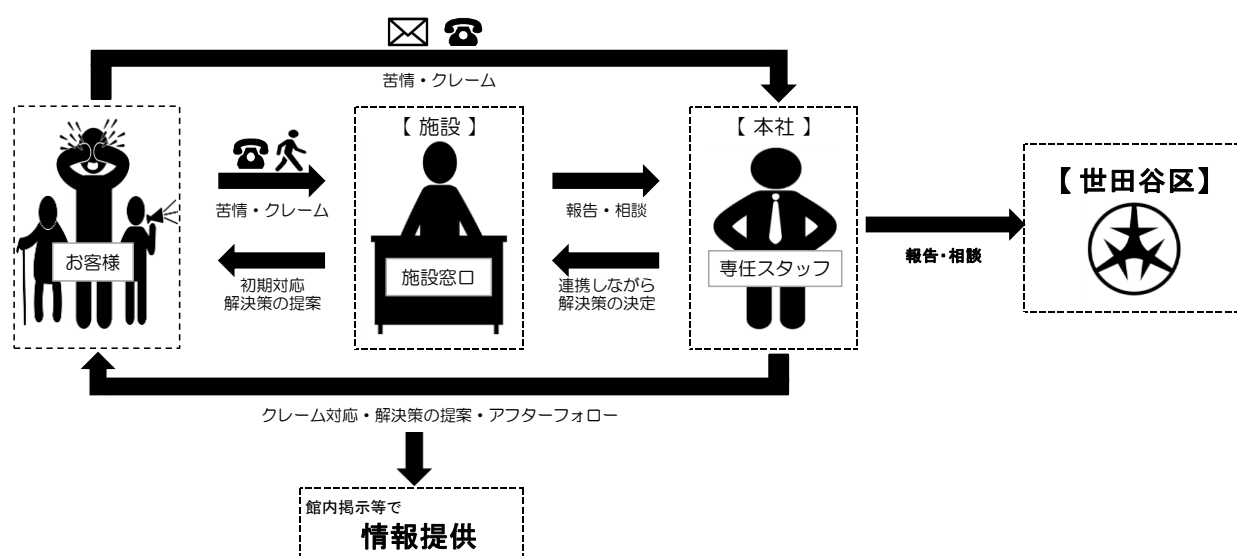 苦情・クレーム
【 施設 】
【 本社 】
【 世田谷区】
苦情・クレーム
報告・相談
報告・相談
お客様
施設窓口
専任スタッフ
初期対応
解決策の提案
連携しながら
解決策の決定
クレーム対応・解決策の提案・アフターフォロー
館内掲示等で
情報提供